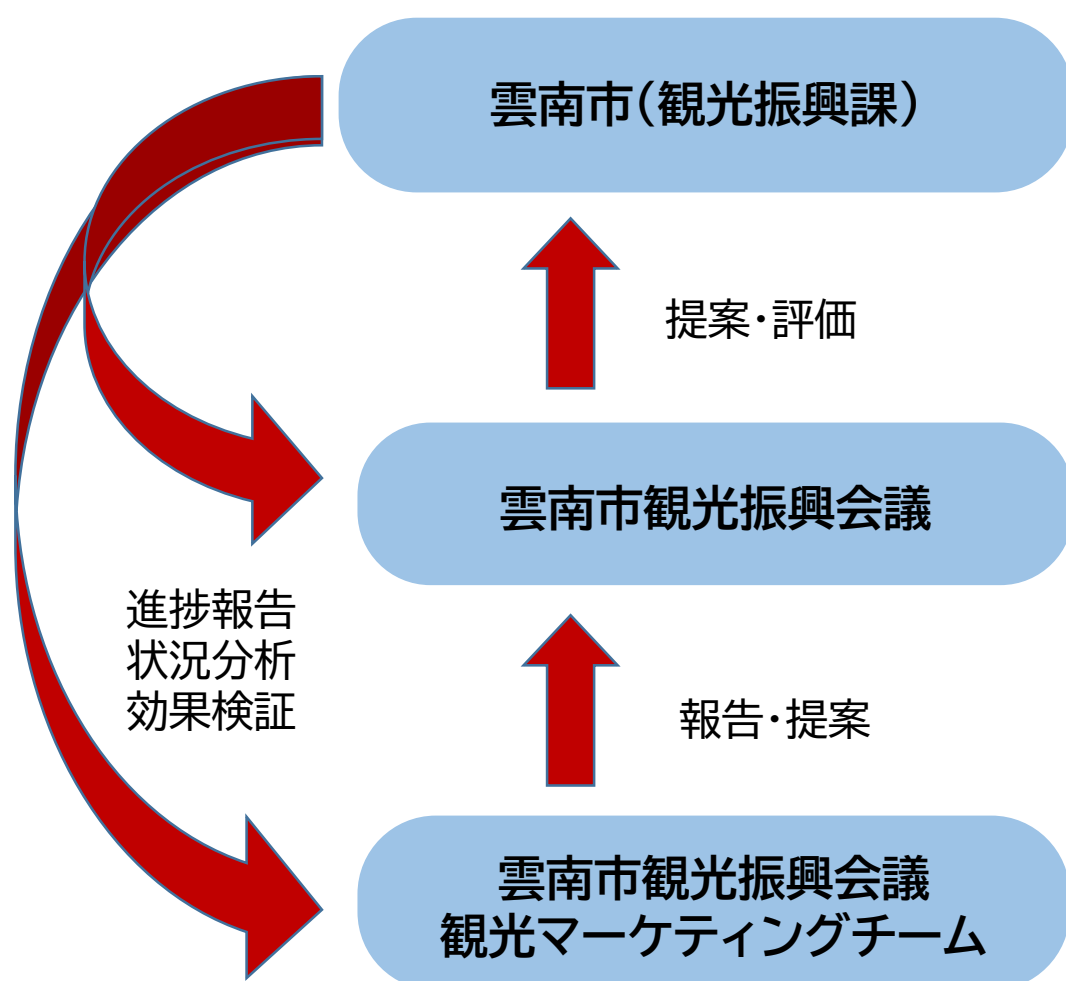 雲南市(観光振興課)
提案・評価
雲南市観光振興会議
進捗報告
状況分析
効果検証
報告・提案
雲南市観光振興会議
観光マーケティングチーム